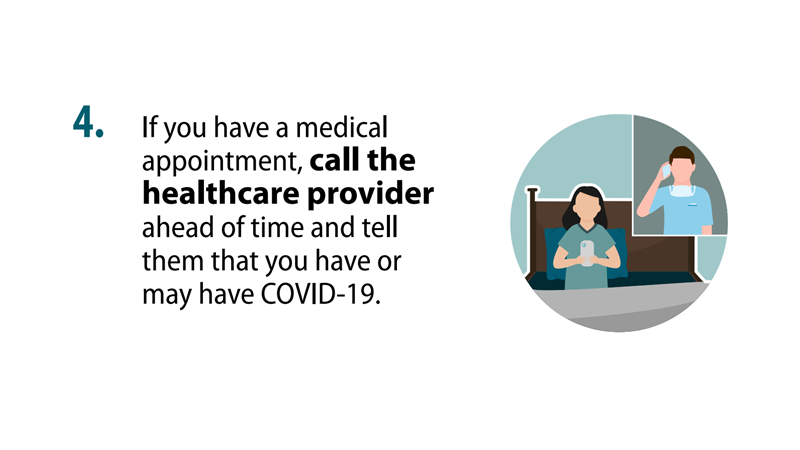 4.
If you have a medical
appointment, call the
healthcare provider
ahead of time and tell
them that you have or
may have COVID-19.